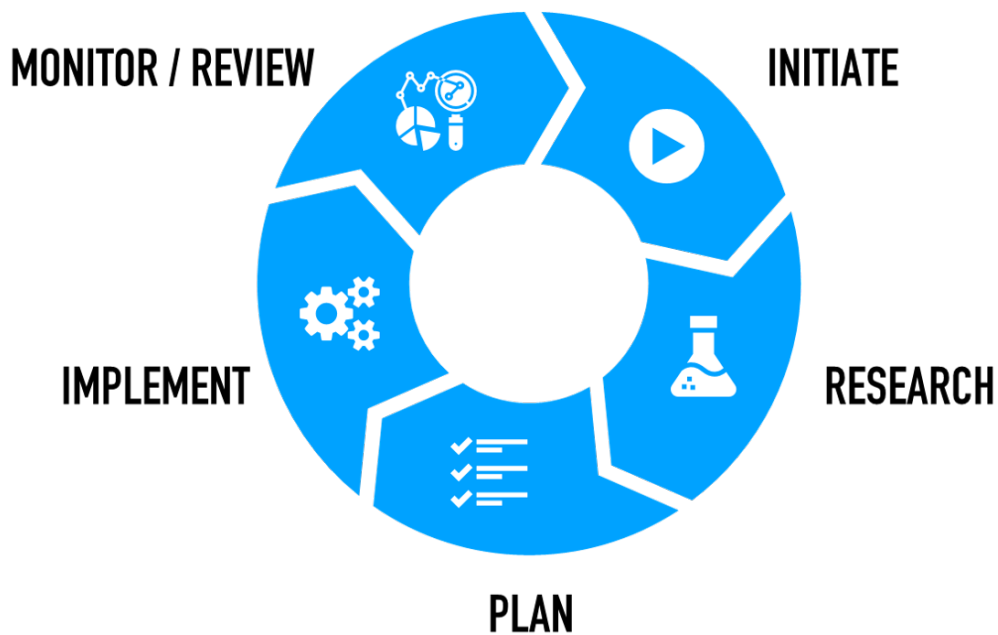 MONITOR / REVIEW
INITIATE
IMPLEMENT
RESEARCH
PLAN